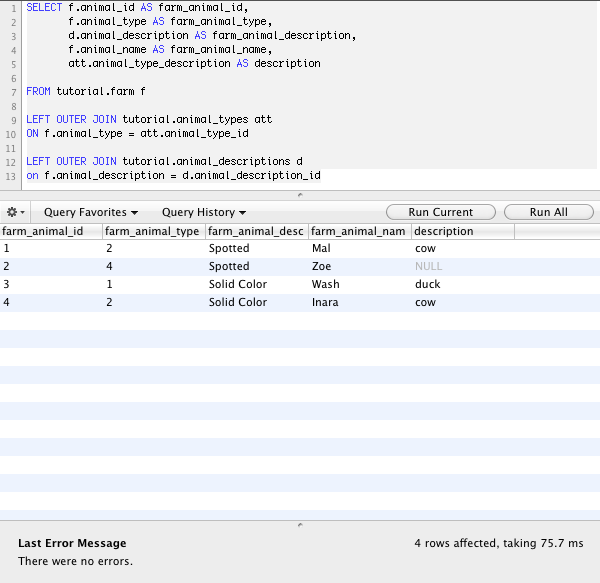 1 SELECT f.animal_id AS farm_animal_id,
2 f.animal_type AS farm_animal_type,
3 d.animal_description AS farm_animal_description,
4 f.animal_name AS farm_animal_name,
5 att.animal_type_description AS description
6
7 FROM tutorial.farm f
8
9 LEFT OUTER JOIN tutorial.animal_types att
10 ON f.animal_type = att.animal_type_id
11
12 LEFT OUTER JOIN tutorial.animal_descriptions d
13 on f.animal_description = d.animal_description_id
Query Favorites Query History Run Current Run All
farm_animal_id farm_animal_type farm_animal_desc farm_animal_nam description
1 2 Spotted Mal cow
2 4 Spotted Zoe NULL
3 1 Solid Color Wash duck
4 2 Solid Color Inara cow
Last Error Message 4 rows affected, taking 75.7 ms
There were no errors.